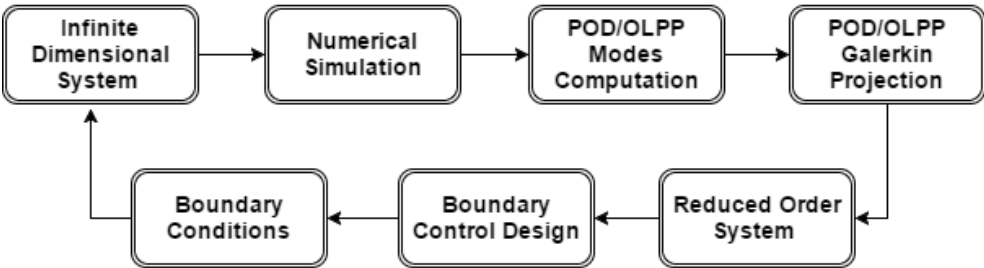 Infinite
Dimensional
System
Numerical
Simulation
POD/OLPP
Modes
Computation
POD/OLPP
Galerkin
Projection
Reduced Order
System
Boundary
Control Design
Boundary
Conditions